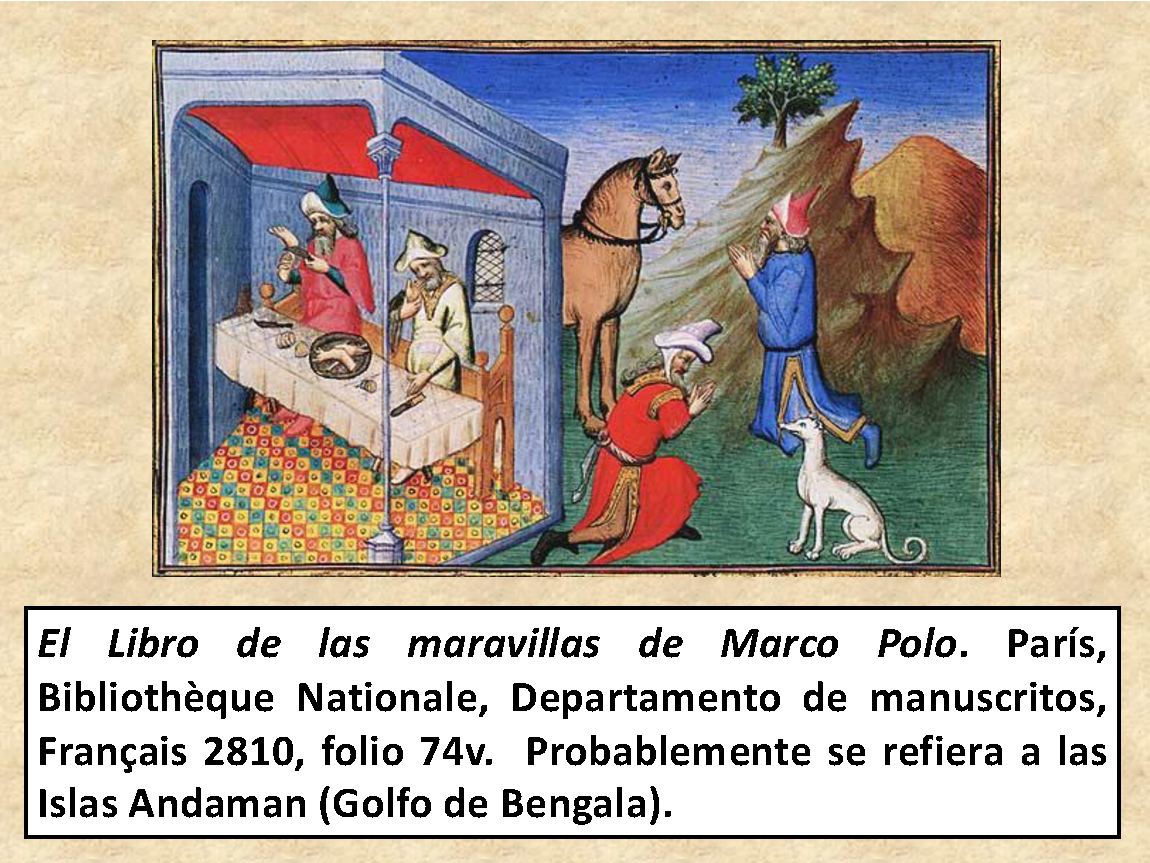 El Libro de las maravillas de Marco Polo. París,
Bibliothèque Nationale, Departamento de manuscritos,
Français 2810, folio 74v. Probablemente se refiera a las
Islas Andaman (Golfo de Bengala).